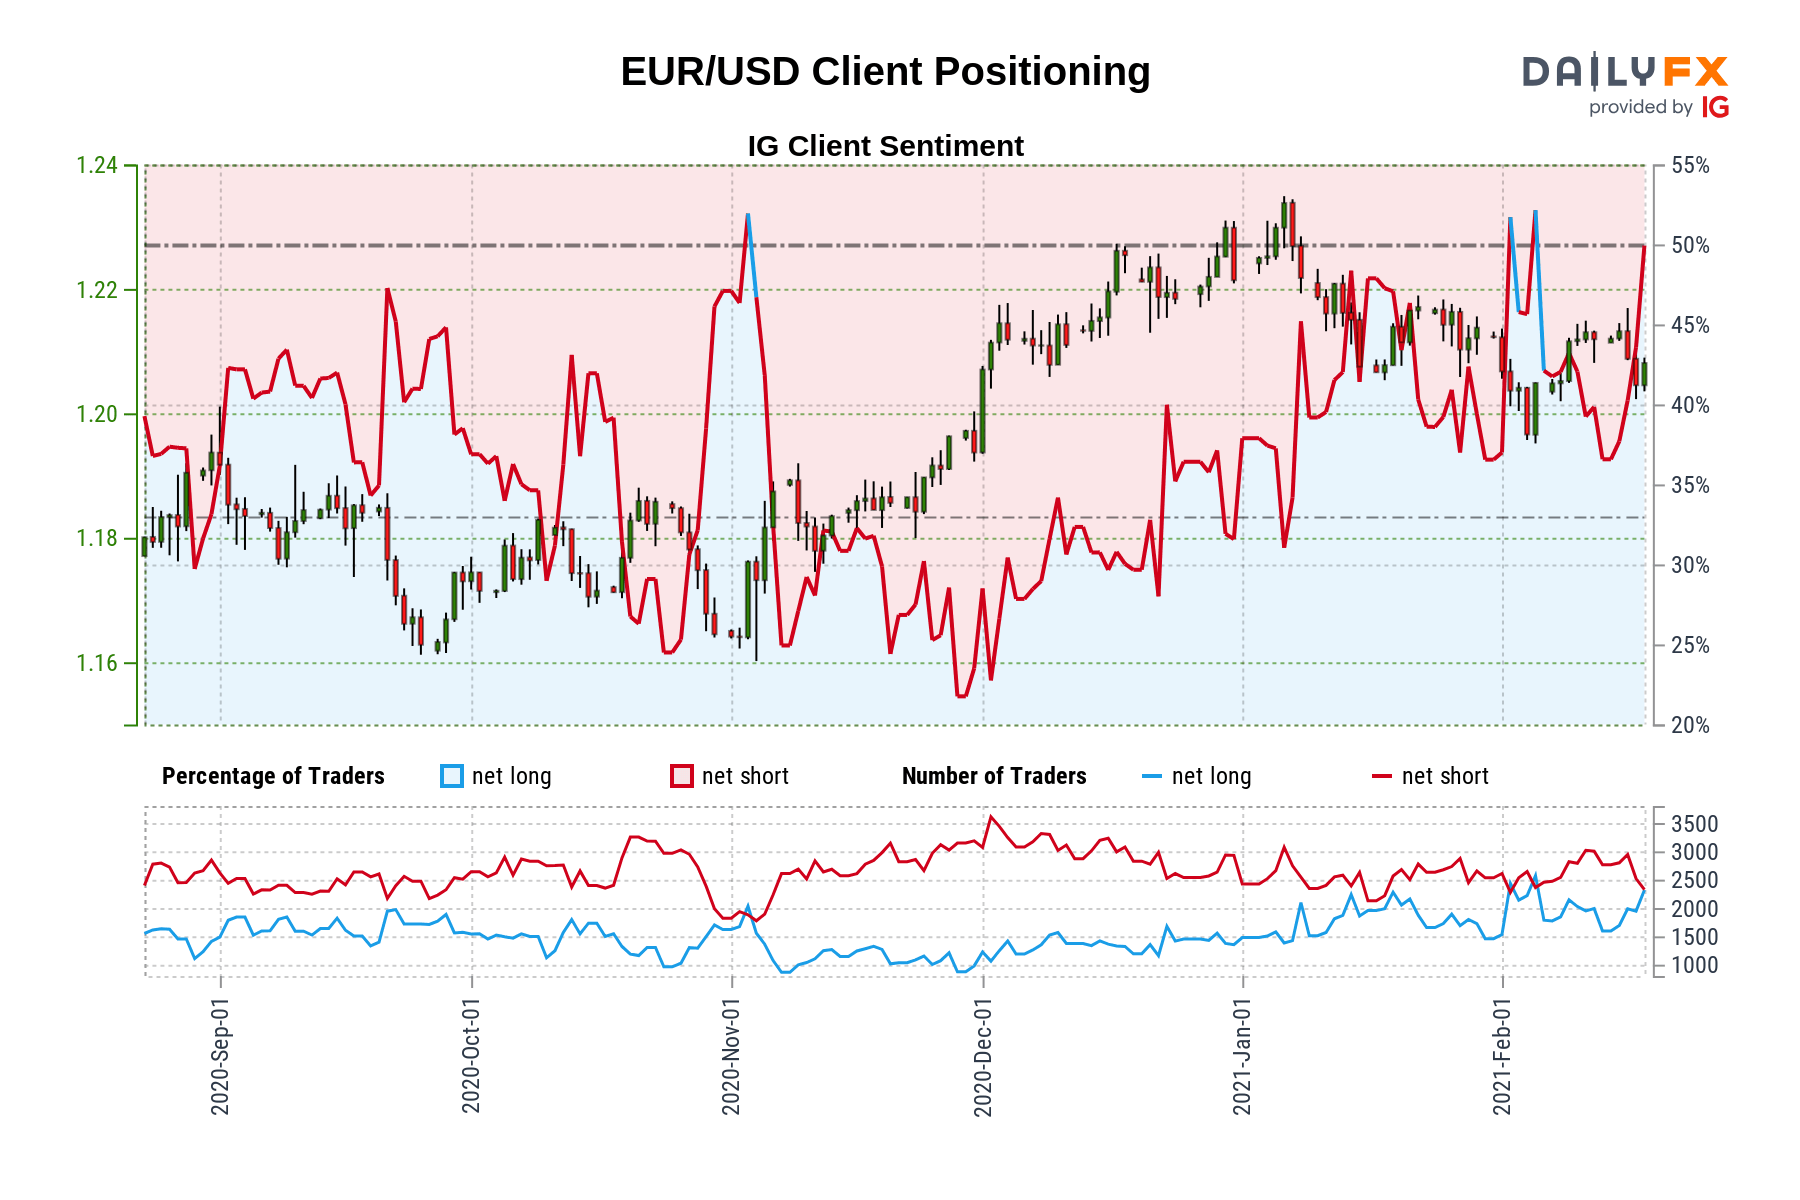 EUR/USD Client Positioning
DAILYFX
provided by IG
IG Client Sentiment
1.24
1.22
1.20
1.18
1.16
55%
50%
45%
40%
35%
30%
25%
20%
Percentage of Traders net long net short Number of Traders net long net short
3500
3000
2500
2000
1500
1000
2020-Sep-01
2020-Oct-01
2020-Nov-01
2020-Dec-01
2021-Jan-01
2021-Feb-01